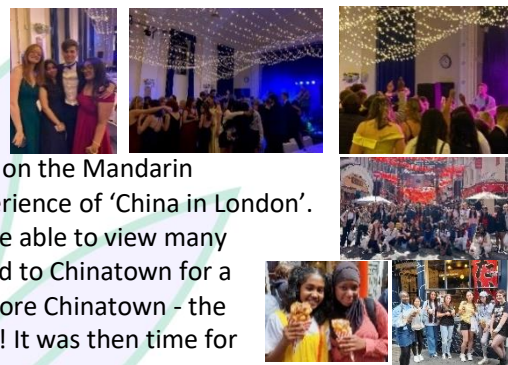 on the Mandarin
erience of ‘China in London’.
e able to view many
d to Chinatown for a
ore Chinatown - the
! It was then time for